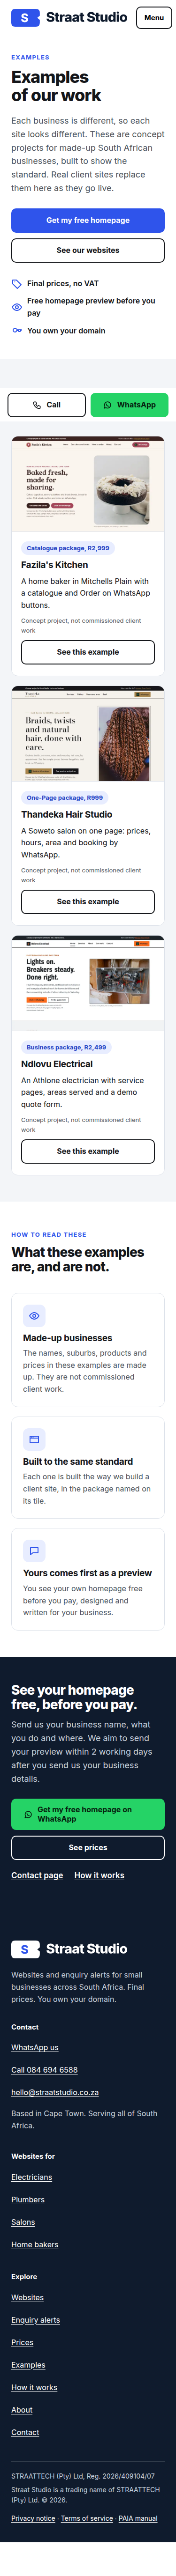 S Straat Studio Menu
EXAMPLES
Examples
of our work
Each business is different, so each
site looks different. These are concept
projects for made-up South African
businesses, built to show the
standard. Real client sites replace
them here as they go live.
Get my free homepage
See our websites
Final prices, no VAT
Free homepage preview before you
pay
You own your domain
Call WhatsApp
Baked fresh,
made for
sharing.
Catalogue package, R2,999
Fazila's Kitchen
A home baker in Mitchells Plain with
a catalogue and Order on WhatsApp
buttons.
Concept project, not commissioned client
work
See this example
Thandeka
Braids, twists
and natural
hair, done with
care.
One-Page package, R999
Thandeka Hair Studio
A Soweto salon on one page: prices,
hours, area and booking by
WhatsApp.
Concept project, not commissioned client
work
See this example
Lights on.
Breakers steady.
Done right.
Business package, R2,499
Ndlovu Electrical
An Athlone electrician with service
pages, areas served and a demo
quote form.
Concept project, not commissioned client
work
See this example
HOW TO READ THESE
What these examples
are, and are not.
Made-up businesses
The names, suburbs, products and
prices in these examples are made
up. They are not commissioned
client work.
Built to the same standard
Each one is built the way we build a
client site, in the package named on
its tile.
Yours comes first as a preview
You see your own homepage free
before you pay, designed and
written for your business.
See your homepage
free, before you pay.
Send us your business name, what
you do and where. We aim to send
your preview within 2 working days
after you send us your business
details.
Get my free homepage on
WhatsApp
See prices
Contact page How it works
S Straat Studio
Websites and enquiry alerts for small
businesses across South Africa. Final
prices. You own your domain.
Contact
WhatsApp us
Call 084 694 6588
hello@straatstudio.co.za
Based in Cape Town. Serving all of South
Africa.
Websites for
Electricians
Plumbers
Salons
Home bakers
Explore
Websites
Enquiry alerts
Prices
Examples
How it works
About
Contact
STRAATTECH (Pty) Ltd, Reg. 2026/409104/07
Straat Studio is a trading name of STRAATTECH
(Pty) Ltd. © 2026.
Privacy notice · Terms of service · PAIA manual